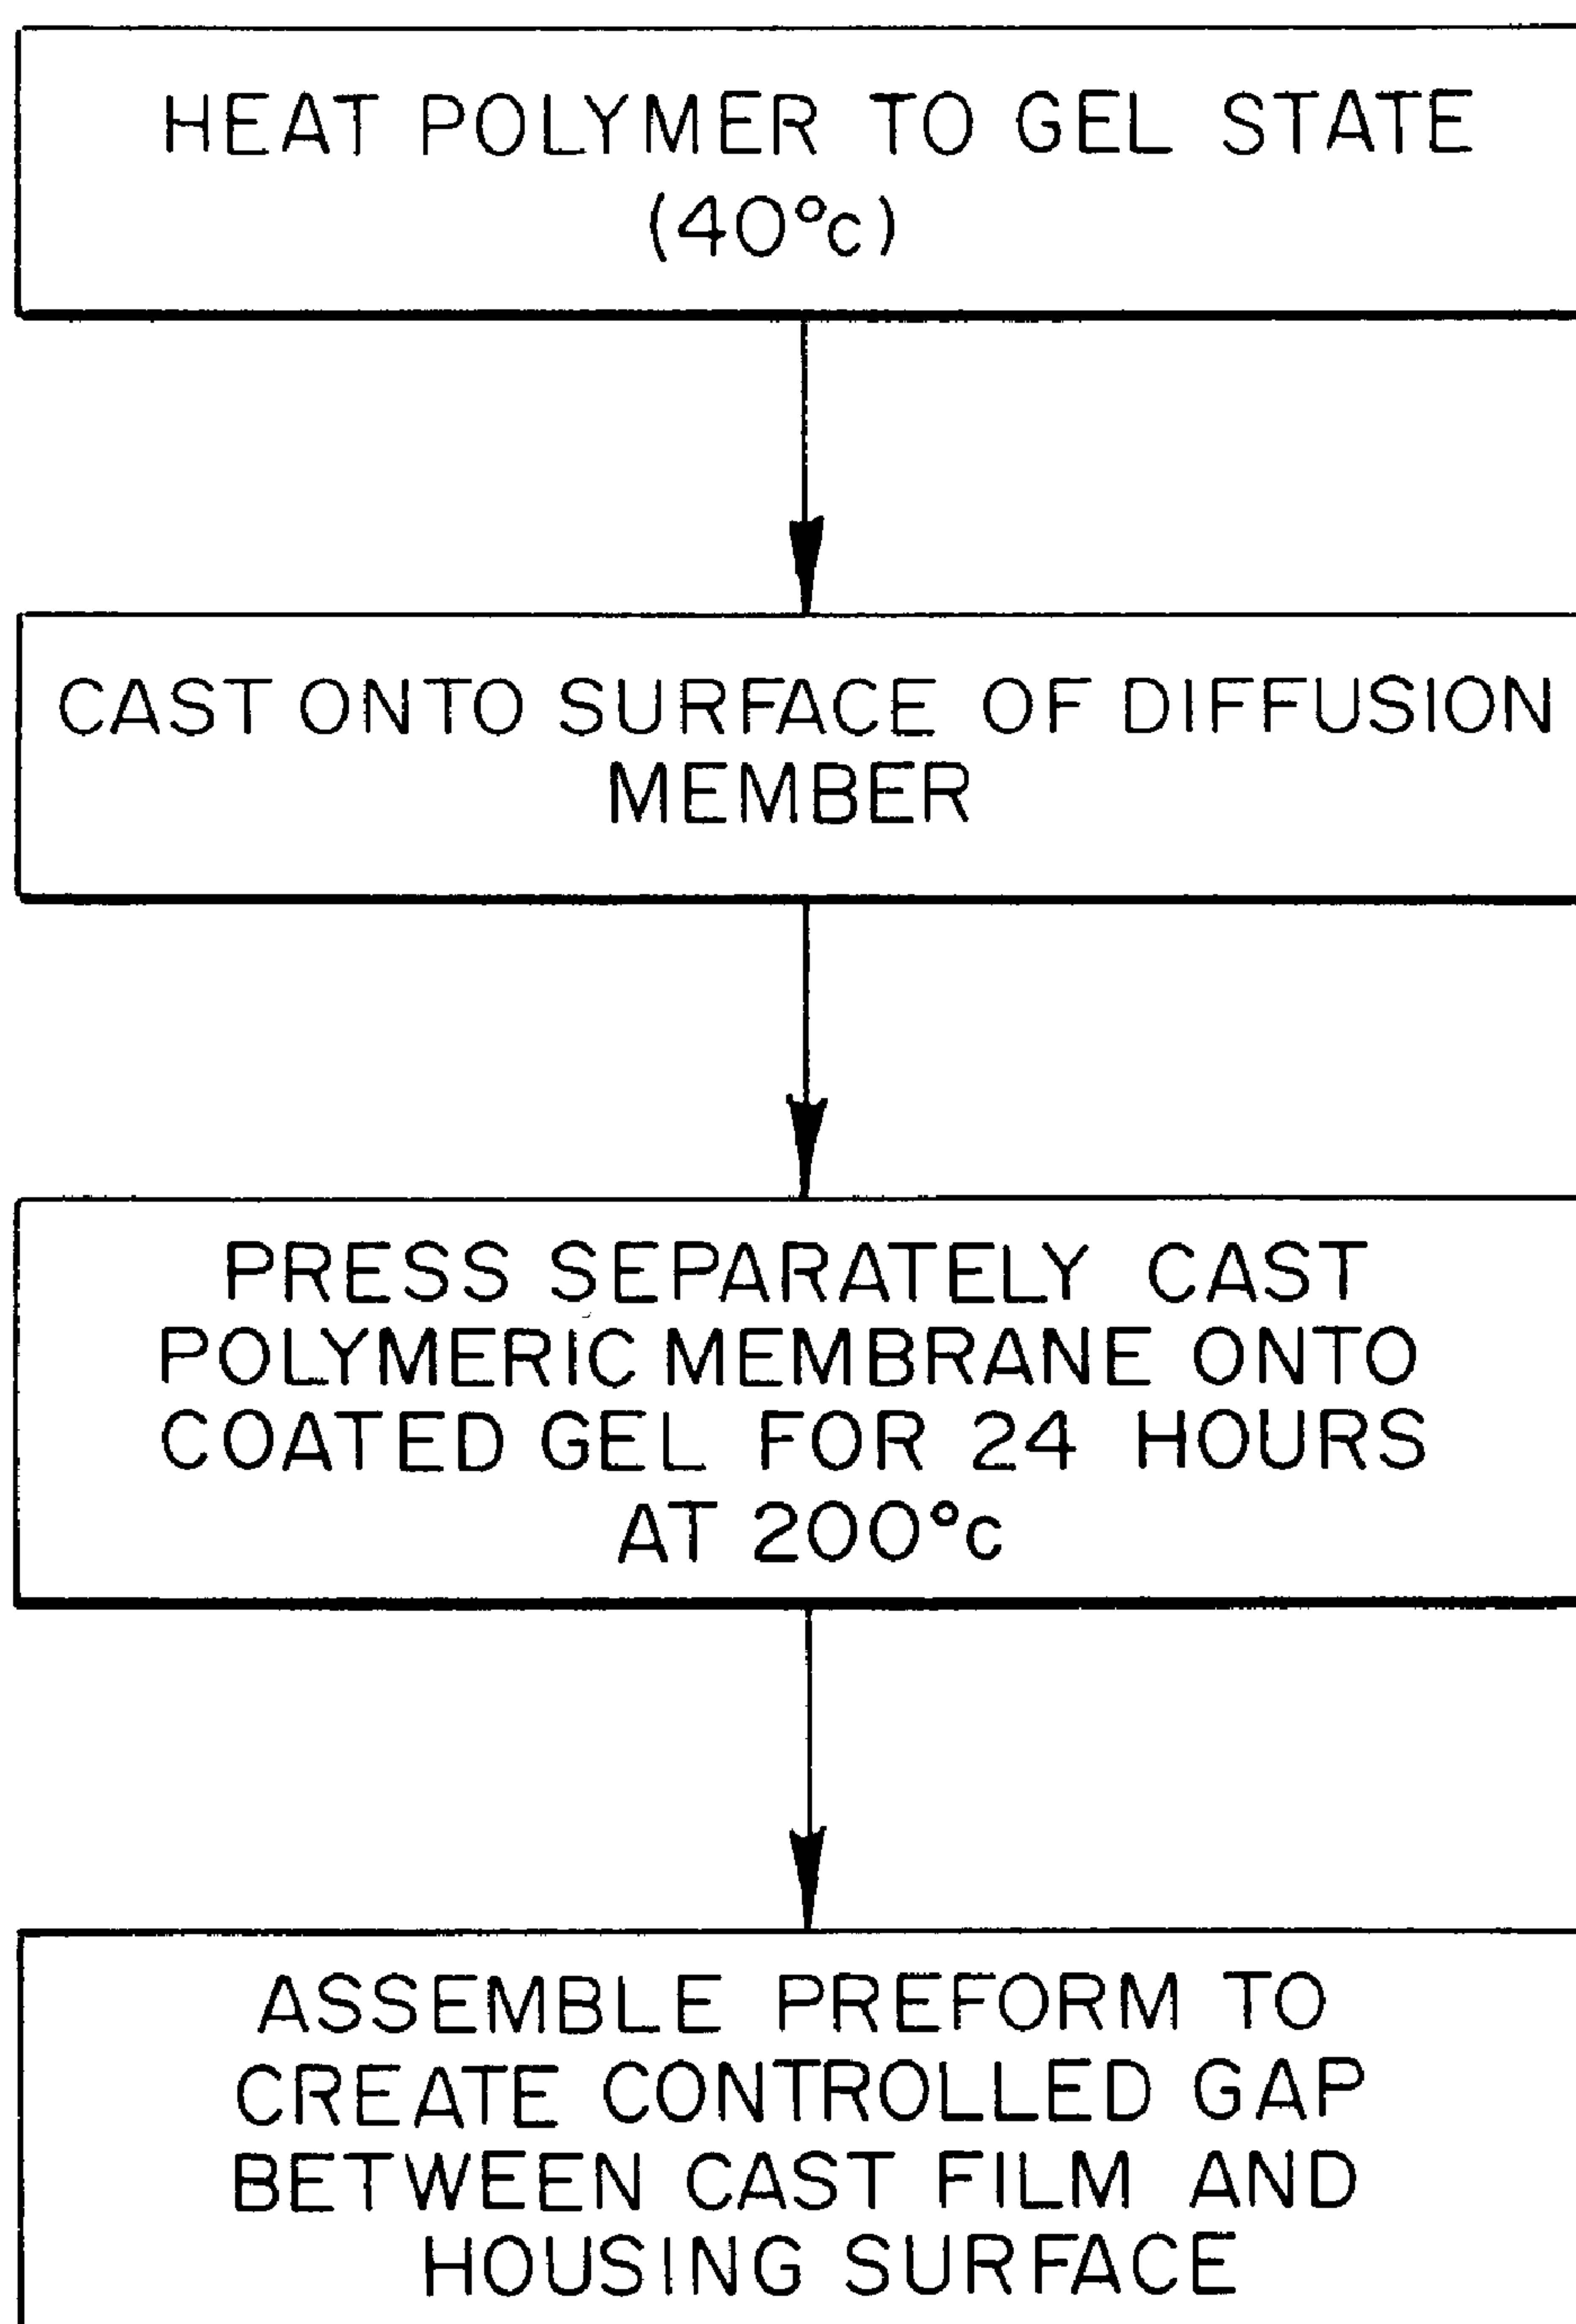 HEAT POLYMER TO GEL STATE
(40°c)
CAST ONTO SURFACE OF DIFFUSION
MEMBER
PRESS SEPARATELY CAST
POLYMERIC MEMBRANE ONTO
COATED GEL FOR 24 HOURS
AT 200°c
ASSEMBLE PREFORM TO
CREATE CONTROLLED GAP
BETWEEN CAST FILM AND
HOUSING SURFACE